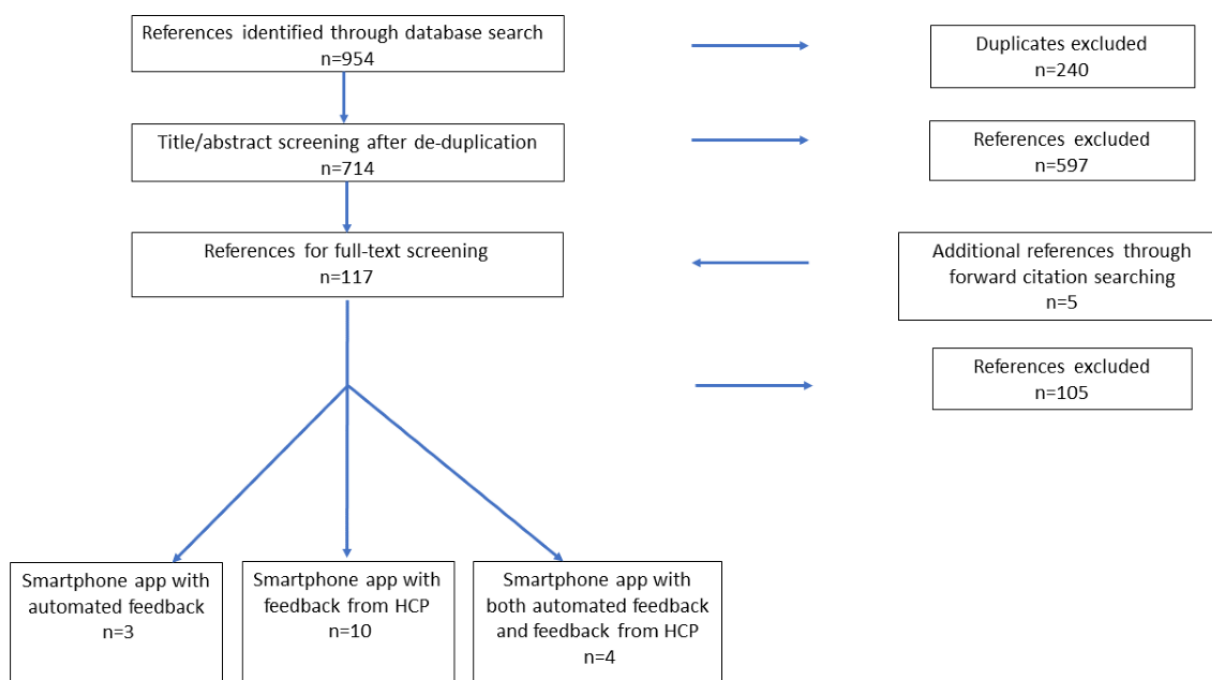 References identified through database search
n=954
Duplicates excluded
n=240
Title/abstract screening after de-duplication
n=714
References excluded
n=597
References for full-text screening
n=117
Additional references through
forward citation searching
n=5
References excluded
n=105
Smartphone app with
automated feedback
n=3
Smartphone app with
feedback from HCP
n=10
Smartphone app with
both automated feedback
and feedback from HCP
n=4